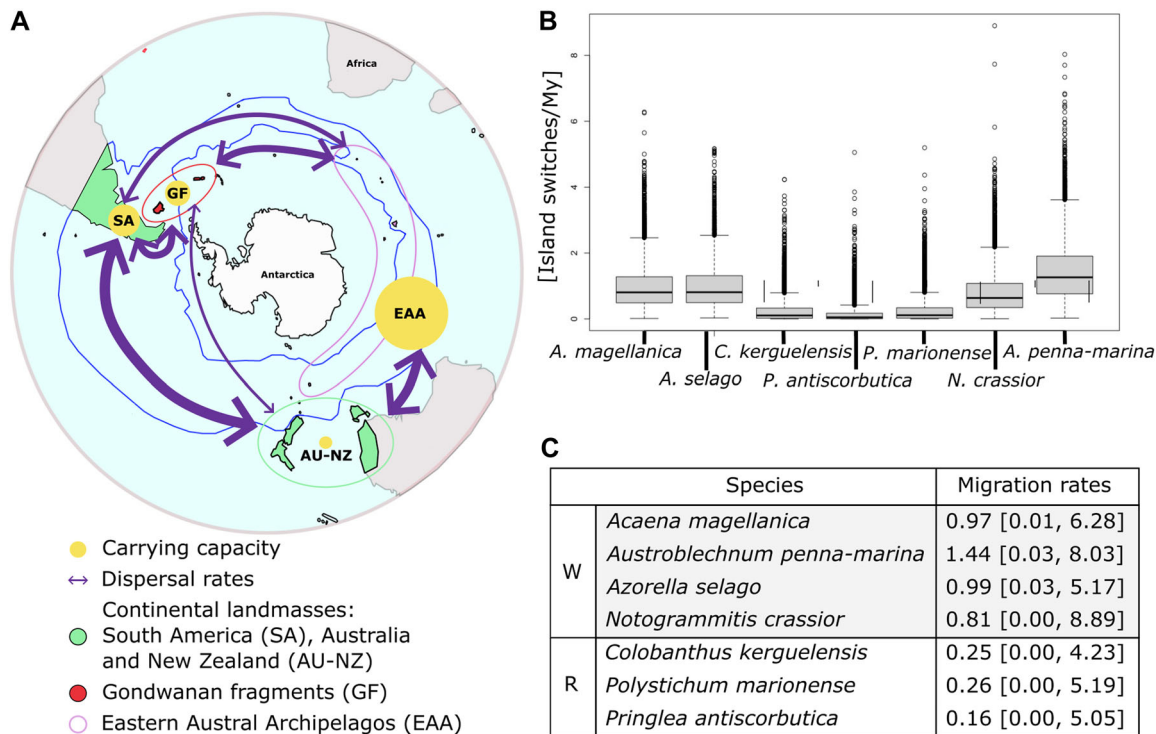 A
Africa
GF
SA
Antarctica
EAA
AU-NZ
Carrying capacity
Dispersal rates
Continental landmasses:
South America (SA), Australia
and New Zealand (AU-NZ)
Gondwanan fragments (GF)
Eastern Austral Archipelagos (EAA)
B
[Island switches/My]
8
6
4
2
0
A. magellanica
C. kerguelensis
P. marionense
A. penna-marina
A. selago
P. antiscorbutica
N. crassior
C
Species Migration rates
W
Acaena magellanica 0.97 [0.01, 6.28]
Austroblechnum penna-marina 1.44 [0.03, 8.03]
Azorella selago 0.99 [0.03, 5.17]
Notogrammitis crassior 0.81 [0.00, 8.89]
R
Colobanthus kerguelensis 0.25 [0.00, 4.23]
Polystichum marionense 0.26 [0.00, 5.19]
Pringlea antiscorbutica 0.16 [0.00, 5.05]